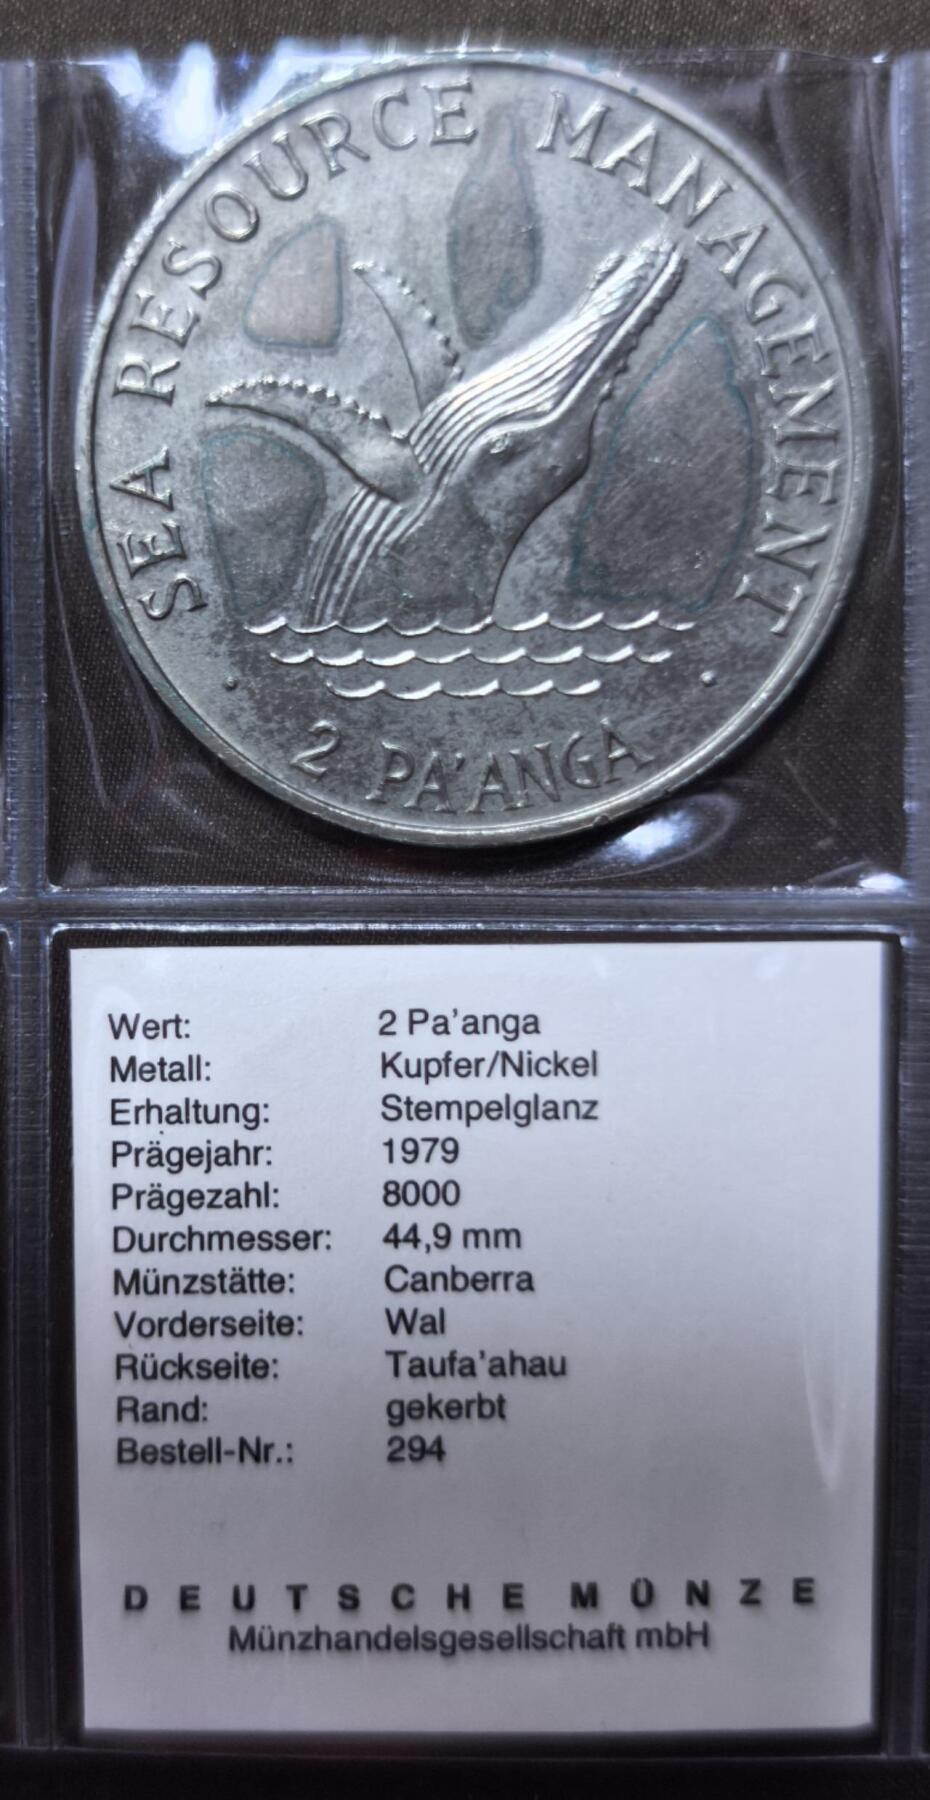 SEA RESOURCE MANAGEMENT
2 PA'ANGA
Wert: 2 Pa'anga
Metall: Kupfer/Nickel
Erhaltung: Stempelglanz
Prägejahr: 1979
Prägezahl: 8000
Durchmesser: 44,9 mm
Münzstätte: Canberra
Vorderseite: Wal
Rückseite: Taufa'ahau
Rand: gekerbt
Bestell-Nr.: 294
DEUTSCHE MÜNZE
Münzhandelsgesellschaft mbH